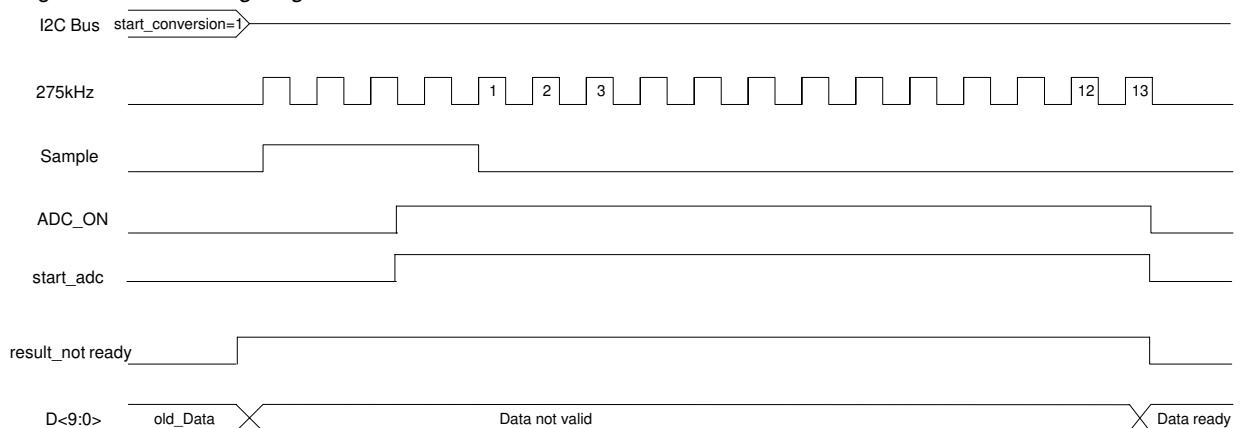 I2C Bus start_conversion=1
275kHz 1 2 3 12 13
Sample
ADC_ON
start_adc
result_not ready
D<9:0> old_Data Data not valid Data ready